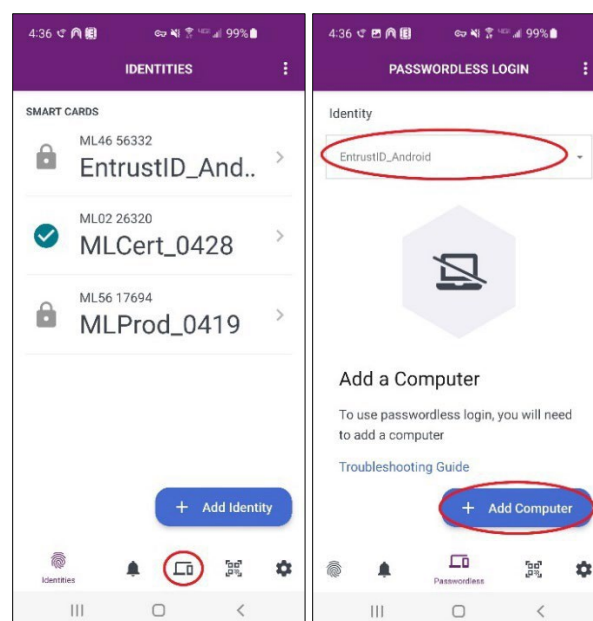 4:36
99%
IDENTITIES
SMART CARDS
ML46 56332
EntrustID_And..
ML02 26320
MLCert_0428
ML56 17694
MLProd_0419
+ Add Identity
Identities
4:36
99%
PASSWORDLESS LOGIN
Identity
EntrustID_Android
Add a Computer
To use passwordless login, you will need
to add a computer
Troubleshooting Guide
+ Add Computer
Passwordless